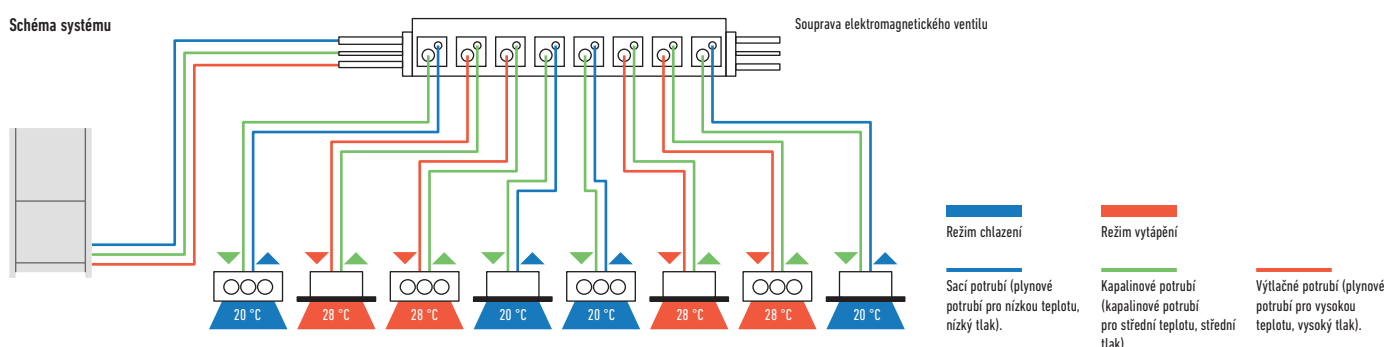 Schéma systému
Souprava elektromagnetického ventilu
20 °C
28 °C
28 °C
20 °C
20 °C
28 °C
28 °C
20 °C
Režim chlazení
Režim vytápění
Sací potrubí (plynové
potrubí pro nízkou teplotu,
nízký tlak).
Kapalinové potrubí
(kapalinové potrubí
pro střední teplotu, střední
tlak)
Výtlačné potrubí (plynové
potrubí pro vysokou
teplotu, vysoký tlak).